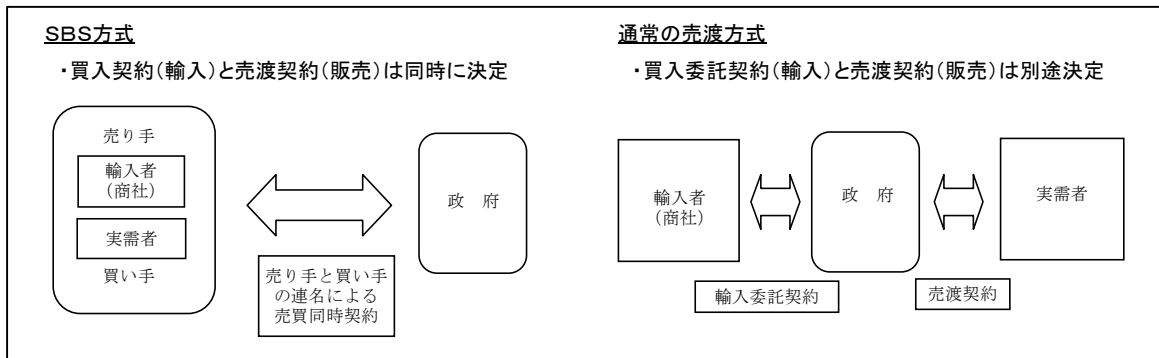 SBS方式
・買入契約(輸入)と売渡契約(販売)は同時に決定
売り手
輸入者
(商社)
実需者
買い手
政 府
売り手と買い手
の連名による
売買同時契約
通常の売渡方式
・買入委託契約(輸入)と売渡契約(販売)は別途決定
輸入者
(商社)
政 府
実需者
輸入委託契約
売渡契約